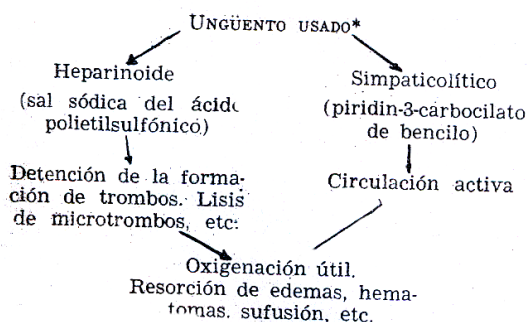 UNGÜENTO USADO*
Heparinoide
(sal sódica del ácido
polietilsulfónico)
Simpaticolítico
(piridin-3-carbocilato
de bencilo)
Detención de la forma-
ción de trombos. Lisis
de microtrombos, etc.
Circulación activa
Oxigenación útil.
Resorción de edemas, hema-
tomas, sufusión, etc.